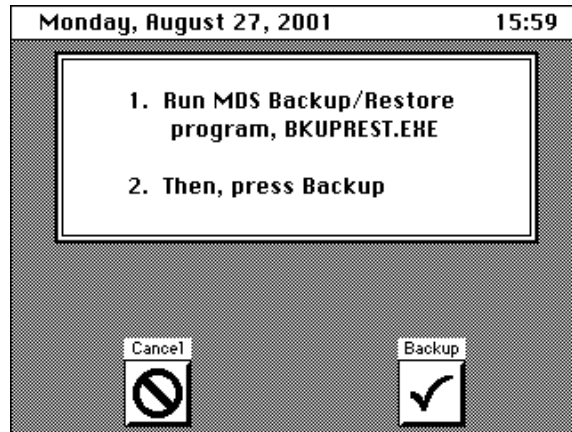 Monday, August 27, 2001 15:59
1. Run MDS Backup/Restore
program, BKUPREST.EXE
2. Then, press Backup
Cancel Backup